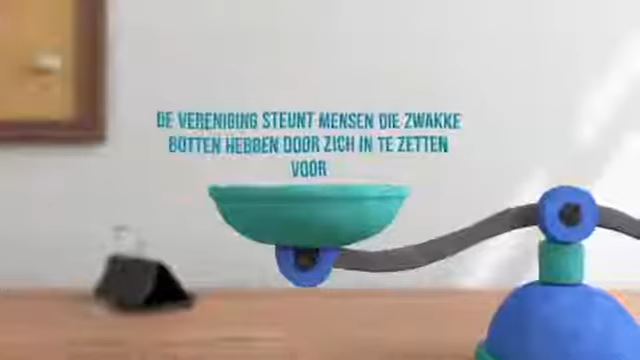 DE VERENIGING STEUNT MENSEN DIE ZWAKKE
BOTTEN HEBBEN DOOR ZICH IN TE ZETTEN
VOOR